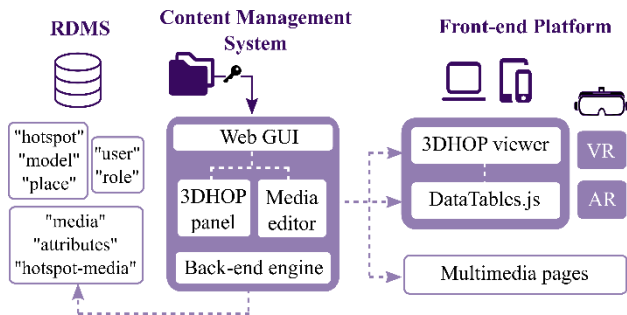 RDMS
"hotspot"
"model"
"place"
"user"
"role"
"media"
"attributes"
"hotspot-media"
Content Management
System
Web GUI
3DHOP
panel
Media
editor
Back-end engine
Front-end Platform
3DHOP viewer
DataTables.js
VR
AR
Multimedia pages